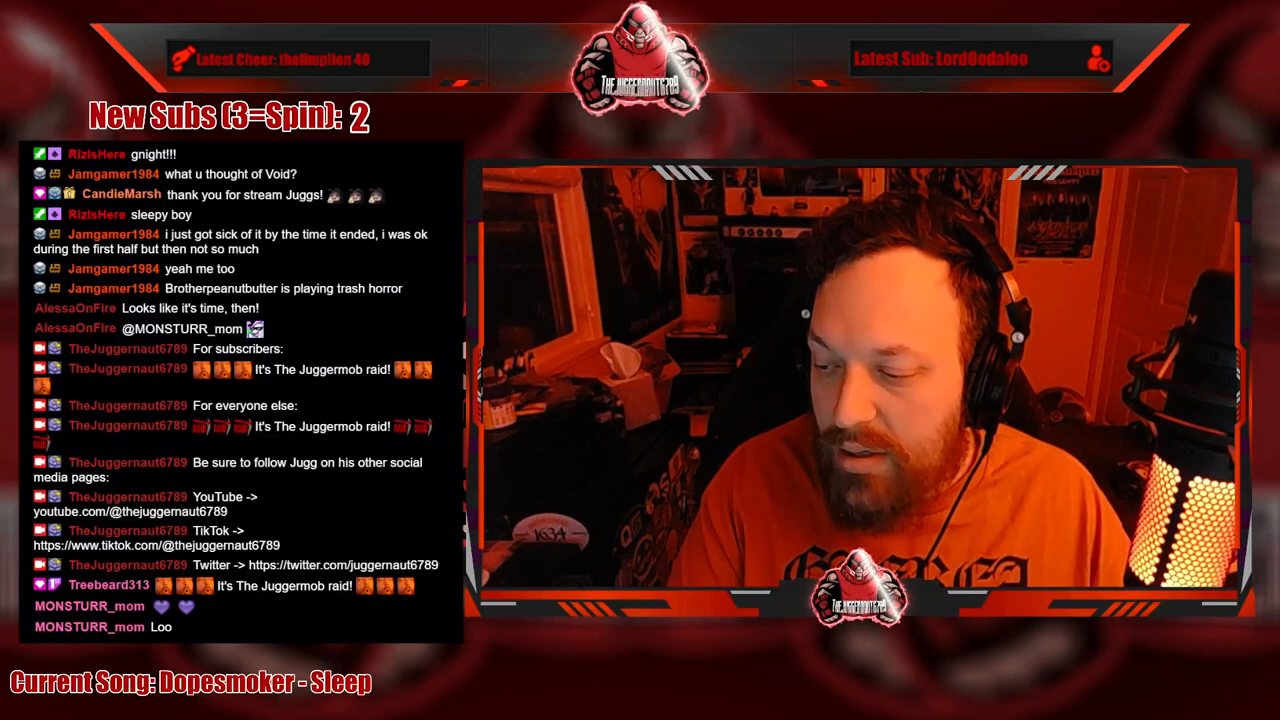 Latest Cheer: thelimplion 40
THEJUGGERNAUT6789
Latest Sub: LordOodaloo
New Subs (3=Spin): 2
RizIsHere gnight!!!
Jamgamer1984 what u thought of Void?
CandieMarsh thank you for stream Juggs!
RizIsHere sleepy boy
Jamgamer1984 i just got sick of it by the time it ended, i was ok
during the first half but then not so much
Jamgamer1984 yeah me too
Jamgamer1984 Brotherpeanutbutter is playing trash horror
AlessaOnFire Looks like it's time, then!
AlessaOnFire @MONSTURR_mom
TheJuggernaut6789 For subscribers:
TheJuggernaut6789 It's The Juggermob raid!
TheJuggernaut6789 For everyone else:
TheJuggernaut6789 It's The Juggermob raid!
TheJuggernaut6789 Be sure to follow Jugg on his other social
media pages:
TheJuggernaut6789 YouTube ->
youtube.com/@thejuggernaut6789
TheJuggernaut6789 TikTok ->
https://www.tiktok.com/@thejuggernaut6789
TheJuggernaut6789 Twitter -> https://twitter.com/juggernaut6789
Treebeard313 It's The Juggermob raid!
MONSTURR_mom
MONSTURR_mom Loo
1634
THEJUGGERNAUT6789
Current Song: Dopesmoker - Sleep